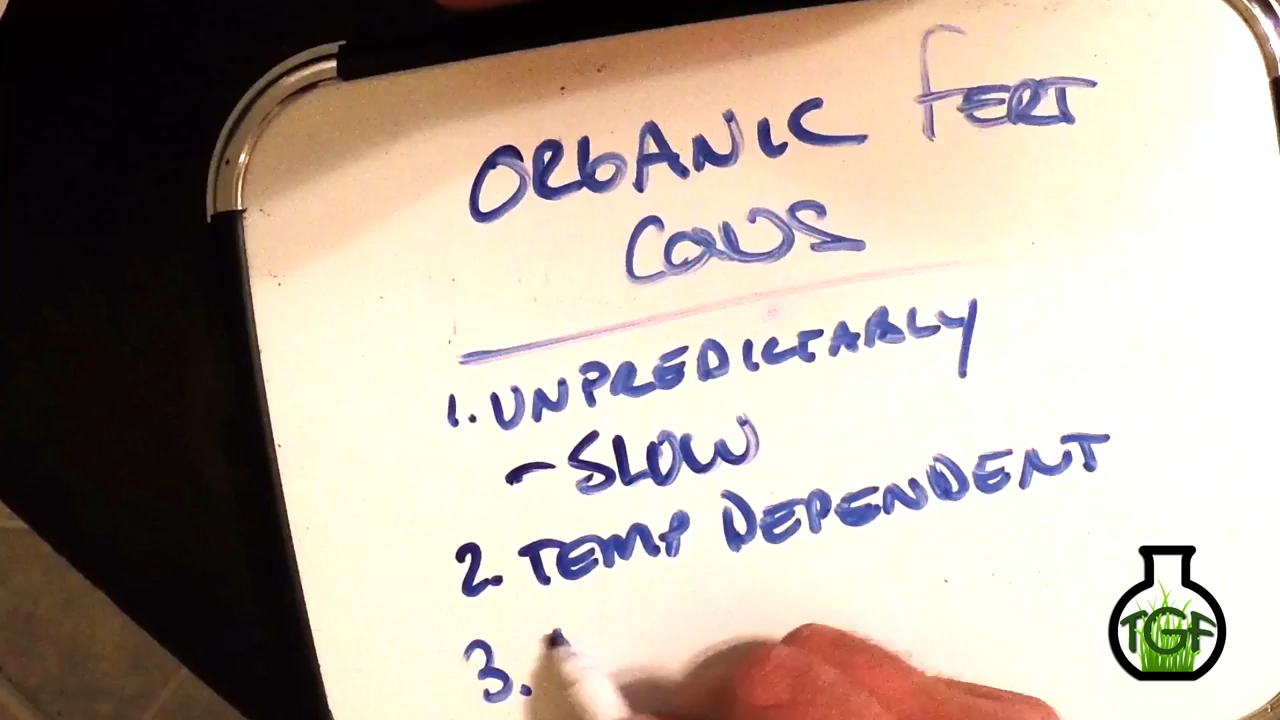 ORGANIC FERT
CONS
1. UNPREDICTABLY
- SLOW
2. TEMP DEPENDENT
3.
TGF